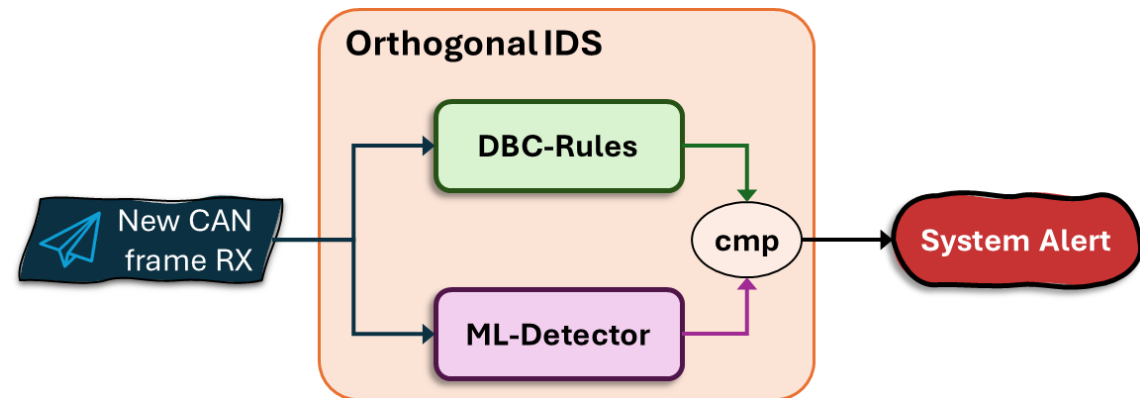 Orthogonal IDS
DBC-Rules
New CAN
frame RX
cmp
System Alert
ML-Detector